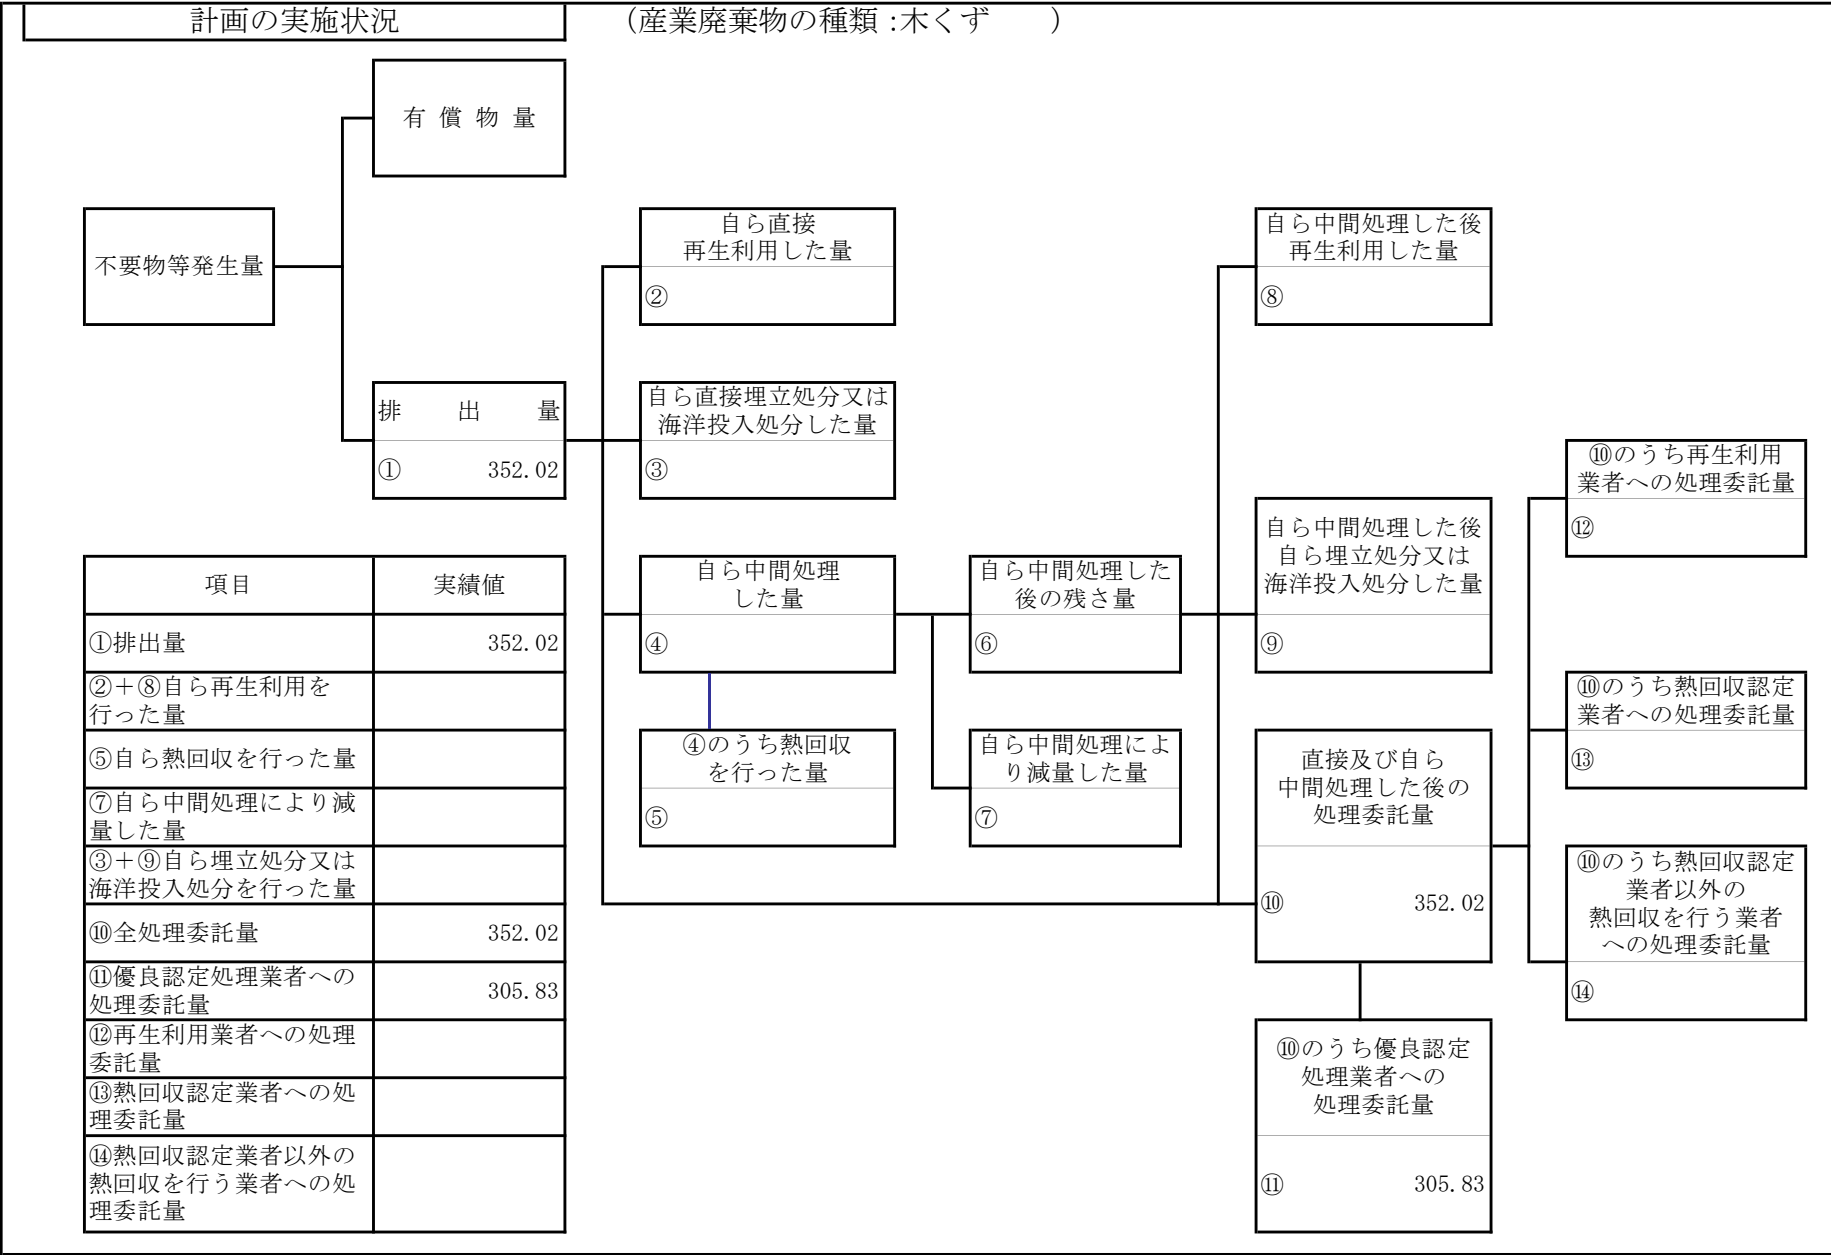 計画の実施状況
(産業廃棄物の種類:木くず　　)
有 償 物 量
不要物等発生量
自ら直接
再生利用した量
②
自ら中間処理した後
再生利用した量
⑧
排　出　量
① 352.02
自ら直接埋立処分又は
海洋投入処分した量
③
⑩のうち再生利用
業者への処理委託量
⑫
自ら中間処理した後
自ら埋立処分又は
海洋投入処分した量
⑨
自ら中間処理
した量
④
自ら中間処理した
後の残さ量
⑥
⑩のうち熱回収認定
業者への処理委託量
⑬
④のうち熱回収
を行った量
⑤
自ら中間処理によ
り減量した量
⑦
直接及び自ら
中間処理した後の
処理委託量
⑩ 352.02
⑩のうち熱回収認定
業者以外の
熱回収を行う業者
への処理委託量
⑭
⑩のうち優良認定
処理業者への
処理委託量
⑪ 305.83
項目 実績値
①排出量 352.02
②＋⑧自ら再生利用を
行った量
⑤自ら熱回収を行った量
⑦自ら中間処理により減
量した量
③＋⑨自ら埋立処分又は
海洋投入処分を行った量
⑩全処理委託量 352.02
⑪優良認定処理業者への
処理委託量 305.83
⑫再生利用業者への処理
委託量
⑬熱回収認定業者への処
理委託量
⑭熱回収認定業者以外の
熱回収を行う業者への処
理委託量